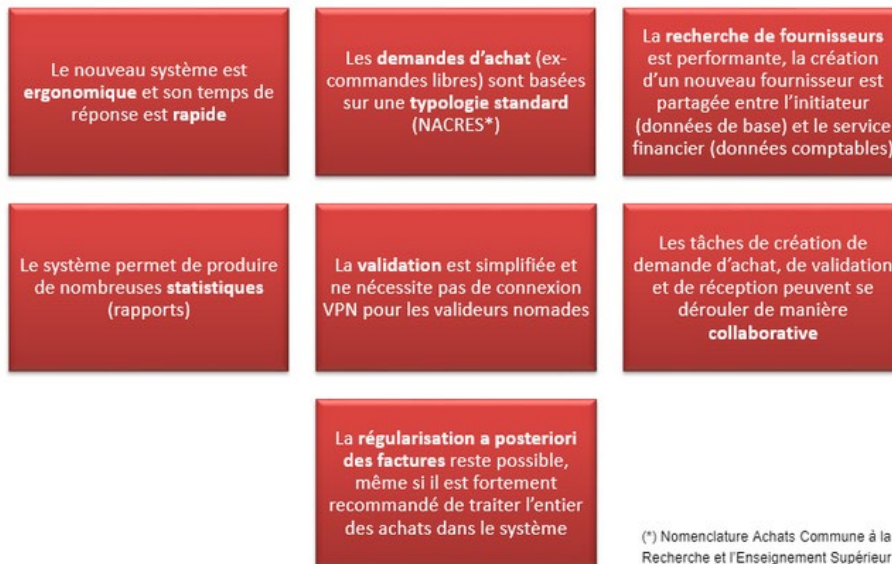 Le nouveau système est
ergonomique et son temps de
réponse est rapide
Les demandes d'achat (ex-
commandes libres) sont basées
sur une typologie standard
(NACRES*)
La recherche de fournisseurs
est performante, la création
d'un nouveau fournisseur est
partagée entre l'initiateur
(données de base) et le service
financier (données comptables)
Le système permet de produire
de nombreuses statistiques
(rapports)
La validation est simplifiée et
ne nécessite pas de connexion
VPN pour les valideurs nomades
Les tâches de création de
demande d'achat, de validation
et de réception peuvent se
dérouler de manière
collaborative
La régularisation a posteriori
des factures reste possible,
même si il est fortement
recommandé de traiter l'entier
des achats dans le système
(*) Nomenclature Achats Commune à la
Recherche et l'Enseignement Supérieur